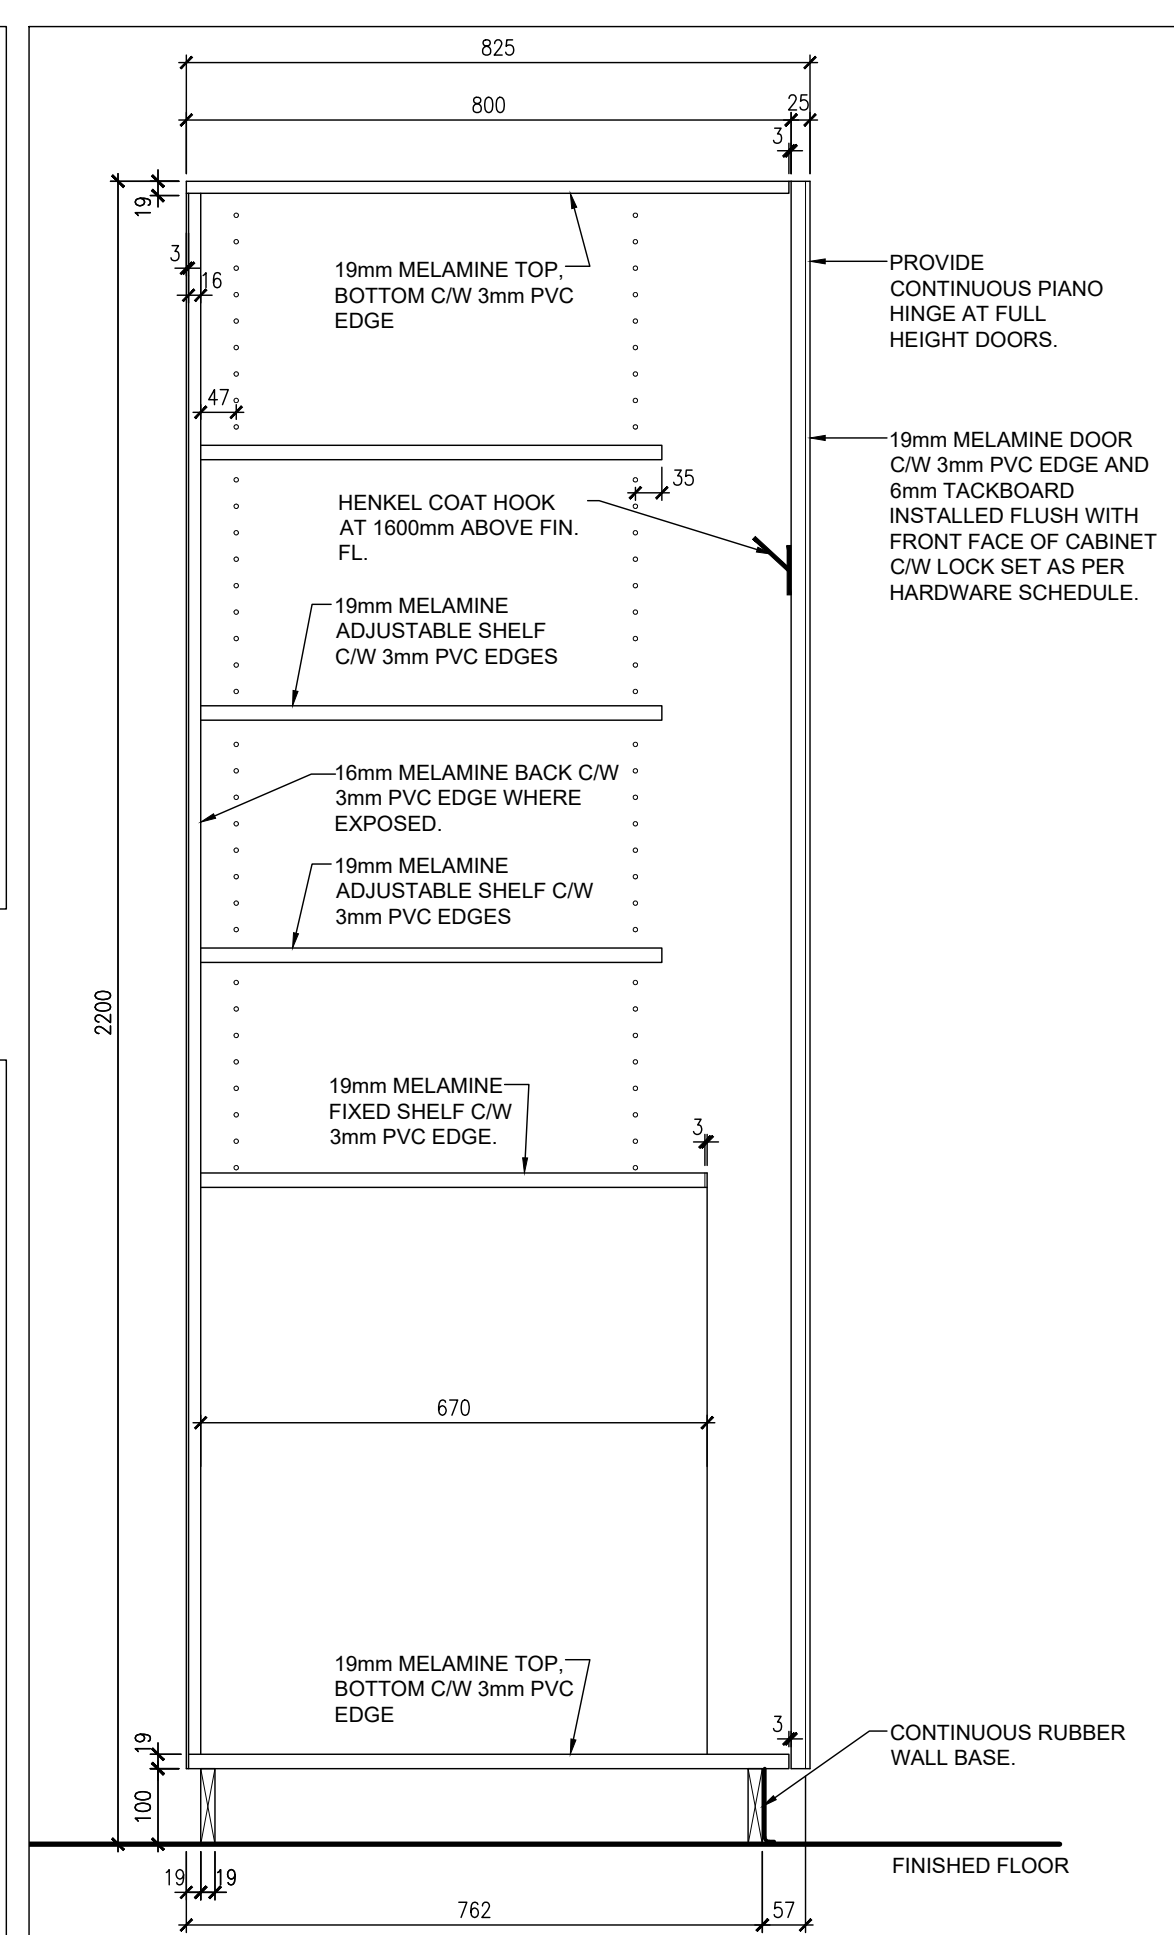 825
800
25
3
19
3
16
19mm MELAMINE TOP,
BOTTOM C/W 3mm PVC
EDGE
PROVIDE
CONTINUOUS PIANO
HINGE AT FULL
HEIGHT DOORS.
47
19mm MELAMINE DOOR
C/W 3mm PVC EDGE AND
6mm TACKBOARD
INSTALLED FLUSH WITH
FRONT FACE OF CABINET
C/W LOCK SET AS PER
HARDWARE SCHEDULE.
35
HENKEL COAT HOOK
AT 1600mm ABOVE FIN.
FL.
19mm MELAMINE
ADJUSTABLE SHELF
C/W 3mm PVC EDGES
16mm MELAMINE BACK C/W
3mm PVC EDGE WHERE
EXPOSED.
19mm MELAMINE
ADJUSTABLE SHELF C/W
3mm PVC EDGES
2200
19mm MELAMINE
FIXED SHELF C/W
3mm PVC EDGE.
3
670
19mm MELAMINE TOP,
BOTTOM C/W 3mm PVC
EDGE
3
19
100
CONTINUOUS RUBBER
WALL BASE.
FINISHED FLOOR
19
19
762
57